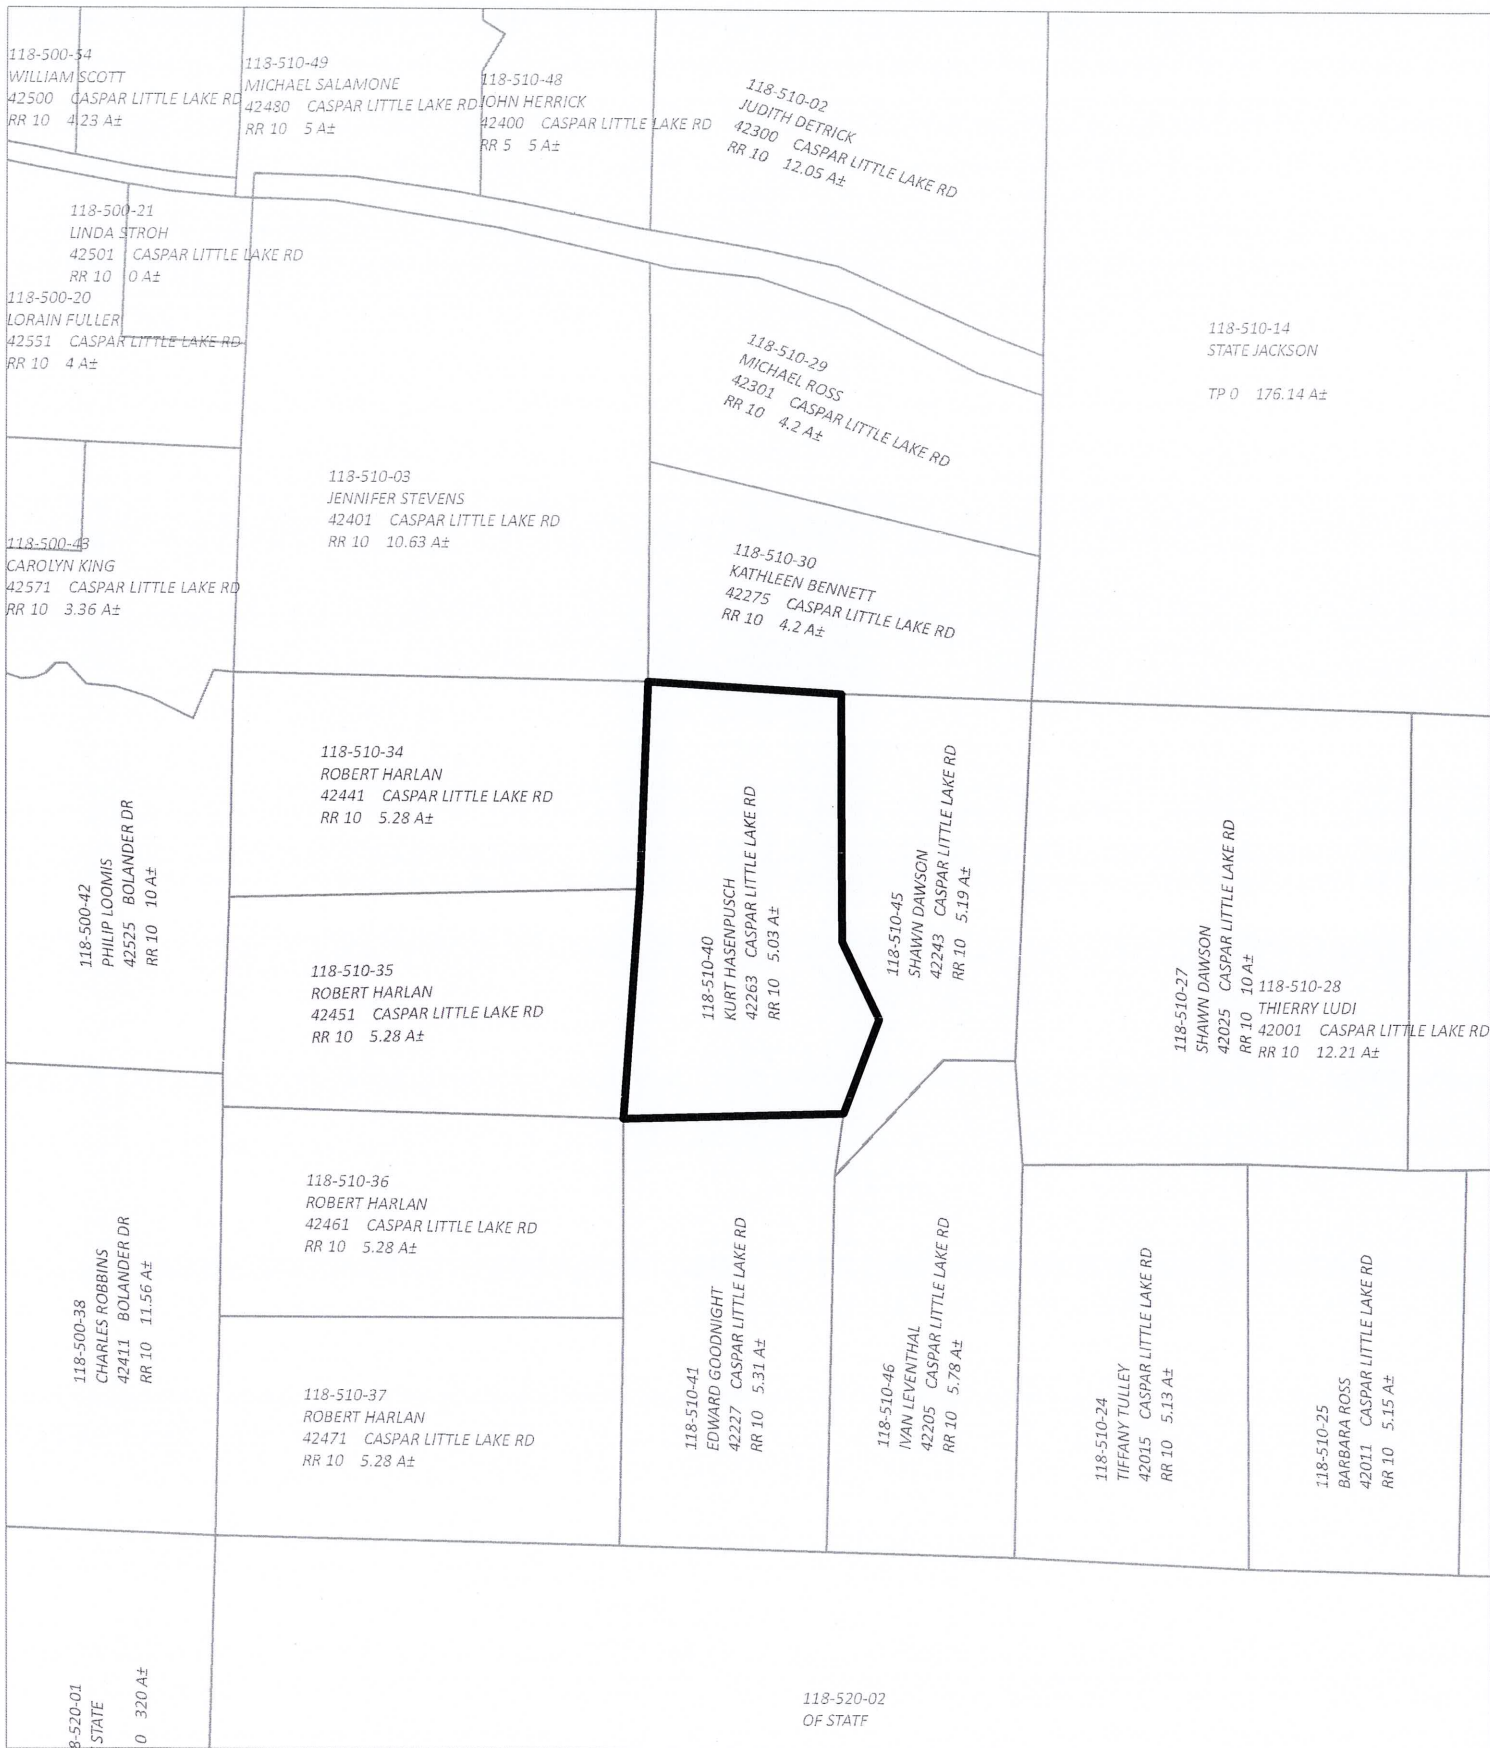 118-500-54
WILLIAM SCOTT
42500 CASPAR LITTLE LAKE RD
RR 10 4.23 A±
118-510-49
MICHAEL SALAMONE
42480 CASPAR LITTLE LAKE RD
RR 10 5 A±
118-510-48
JOHN HERRICK
42400 CASPAR LITTLE LAKE RD
RR 5 5 A±
118-510-02
JUDITH DETRICK
42300 CASPAR LITTLE LAKE RD
RR 10 12.05 A±
118-500-21
LINDA STROH
42501 CASPAR LITTLE LAKE RD
RR 10 0 A±
118-500-20
LORAIN FULLER
42551 CASPAR LITTLE LAKE RD
RR 10 4 A±
118-510-29
MICHAEL ROSS
42301 CASPAR LITTLE LAKE RD
RR 10 4.2 A±
118-510-14
STATE JACKSON
TP 0 176.14 A±
118-510-03
JENNIFER STEVENS
42401 CASPAR LITTLE LAKE RD
RR 10 10.63 A±
118-500-43
CAROLYN KING
42571 CASPAR LITTLE LAKE RD
RR 10 3.36 A±
118-510-30
KATHLEEN BENNETT
42275 CASPAR LITTLE LAKE RD
RR 10 4.2 A±
118-510-34
ROBERT HARLAN
42441 CASPAR LITTLE LAKE RD
RR 10 5.28 A±
118-500-42
PHILIP LOOMIS
42525 BOLANDER DR
RR 10 10 A±
118-510-35
ROBERT HARLAN
42451 CASPAR LITTLE LAKE RD
RR 10 5.28 A±
118-510-40
KURT HASENPUSCH
42263 CASPAR LITTLE LAKE RD
RR 10 5.03 A±
118-510-45
SHAWN DAWSON
42243 CASPAR LITTLE LAKE RD
RR 10 5.19 A±
118-510-27
SHAWN DAWSON
42025 CASPAR LITTLE LAKE RD
RR 10 10 A±
118-510-28
THIERRY LUDI
42001 CASPAR LITTLE LAKE RD
RR 10 12.21 A±
118-510-36
ROBERT HARLAN
42461 CASPAR LITTLE LAKE RD
RR 10 5.28 A±
118-500-38
CHARLES ROBBINS
42411 BOLANDER DR
RR 10 11.56 A±
118-510-37
ROBERT HARLAN
42471 CASPAR LITTLE LAKE RD
RR 10 5.28 A±
118-510-41
EDWARD GOODNIGHT
42227 CASPAR LITTLE LAKE RD
RR 10 5.31 A±
118-510-46
IVAN LEVENTHAL
42205 CASPAR LITTLE LAKE RD
RR 10 5.78 A±
118-510-24
TIFFANY TULLEY
42015 CASPAR LITTLE LAKE RD
RR 10 5.13 A±
118-510-25
BARBARA ROSS
42011 CASPAR LITTLE LAKE RD
RR 10 5.15 A±
8-520-01
STATE
0 320 A±
118-520-02
OF STATE